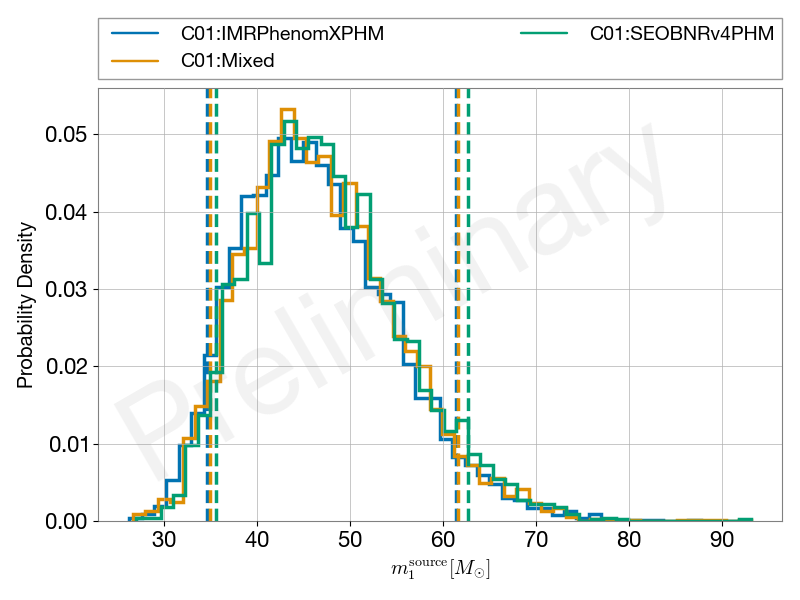 C01:IMRPhenomXPHM
C01:Mixed
C01:SEOBNRv4PHM
Preliminary
Probability Density
0.05
0.04
0.03
0.02
0.01
0.00
30 40 50 60 70 80 90
m₁^source [M⊙]